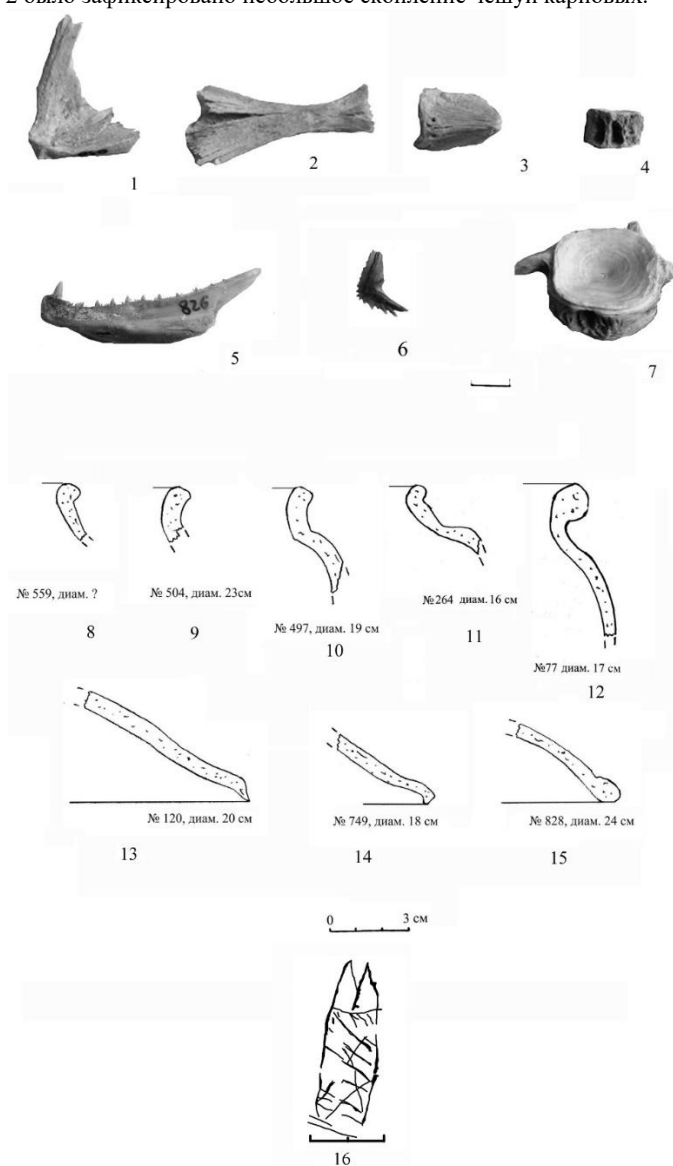 2 было зафиксировано небольшое скопление чешуи карповых.
1
2
3
4
826
5
6
7
№ 559, диам. ?
№ 504, диам. 23см
№ 497, диам. 19 см
№264 диам. 16 см
№77 диам. 17 см
8
9
10
11
12
№ 120, диам. 20 см
№ 749, диам. 18 см
№ 828, диам. 24 см
13
14
15
0 3 см
16